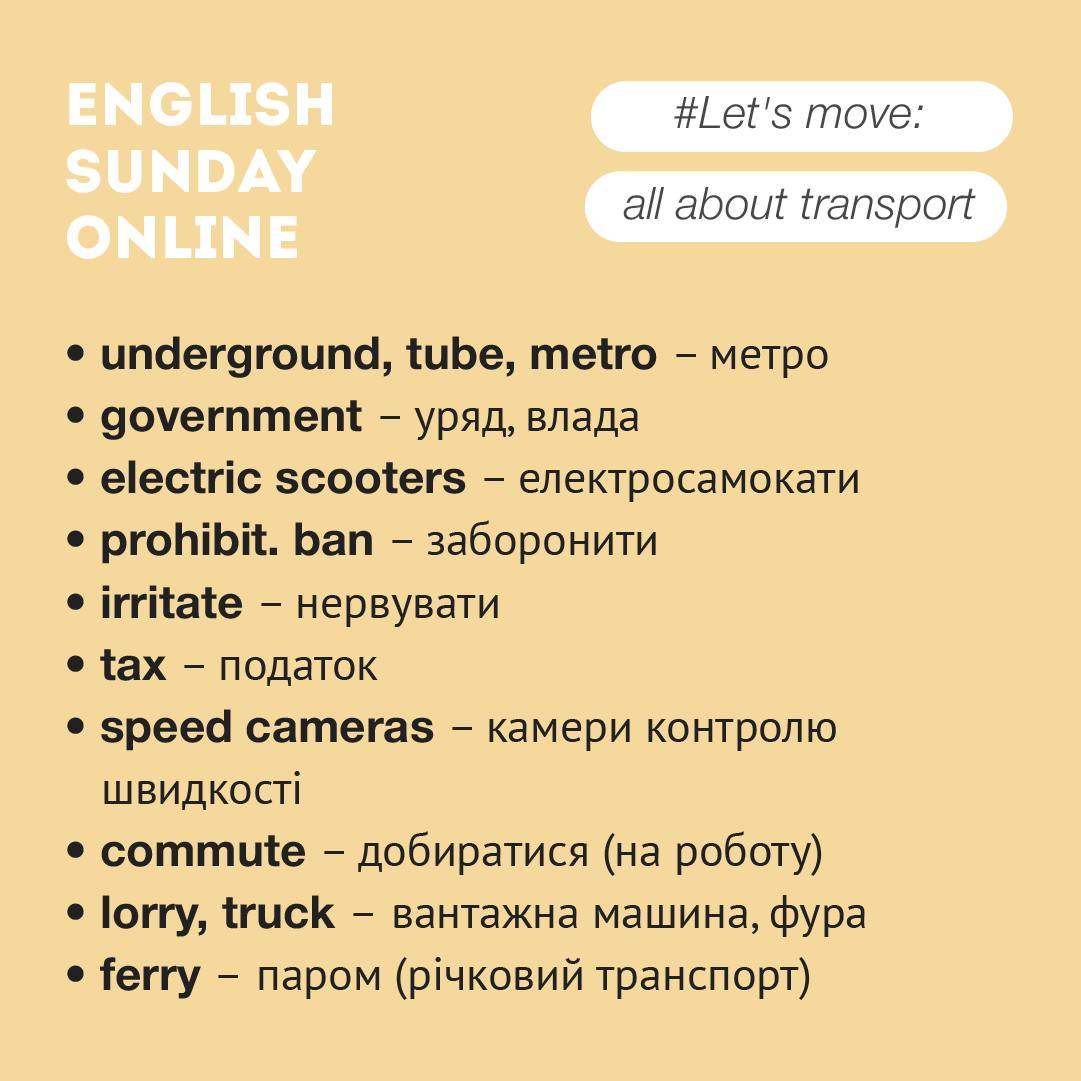 ENGLISH
SUNDAY
ONLINE
#Let's move:
all about transport
• underground, tube, metro – метро
• government – уряд, влада
• electric scooters – електросамокати
• prohibit. ban – заборонити
• irritate – нервувати
• tax – податок
• speed cameras – камери контролю
швидкості
• commute – добиратися (на роботу)
• lorry, truck – вантажна машина, фура
• ferry – паром (річковий транспорт)